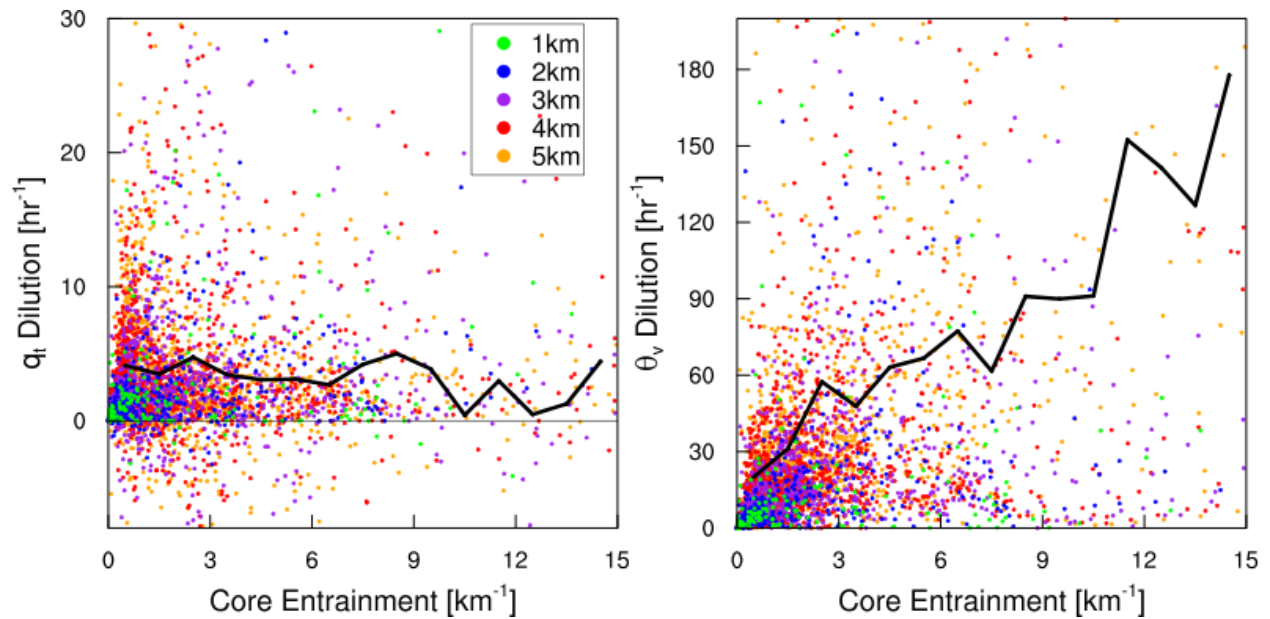 30
20
10
0
qt Dilution [hr-1]
1km
2km
3km
4km
5km
0 3 6 9 12 15
Core Entrainment [km-1]
180
150
120
90
60
30
0
θv Dilution [hr-1]
0 3 6 9 12 15
Core Entrainment [km-1]